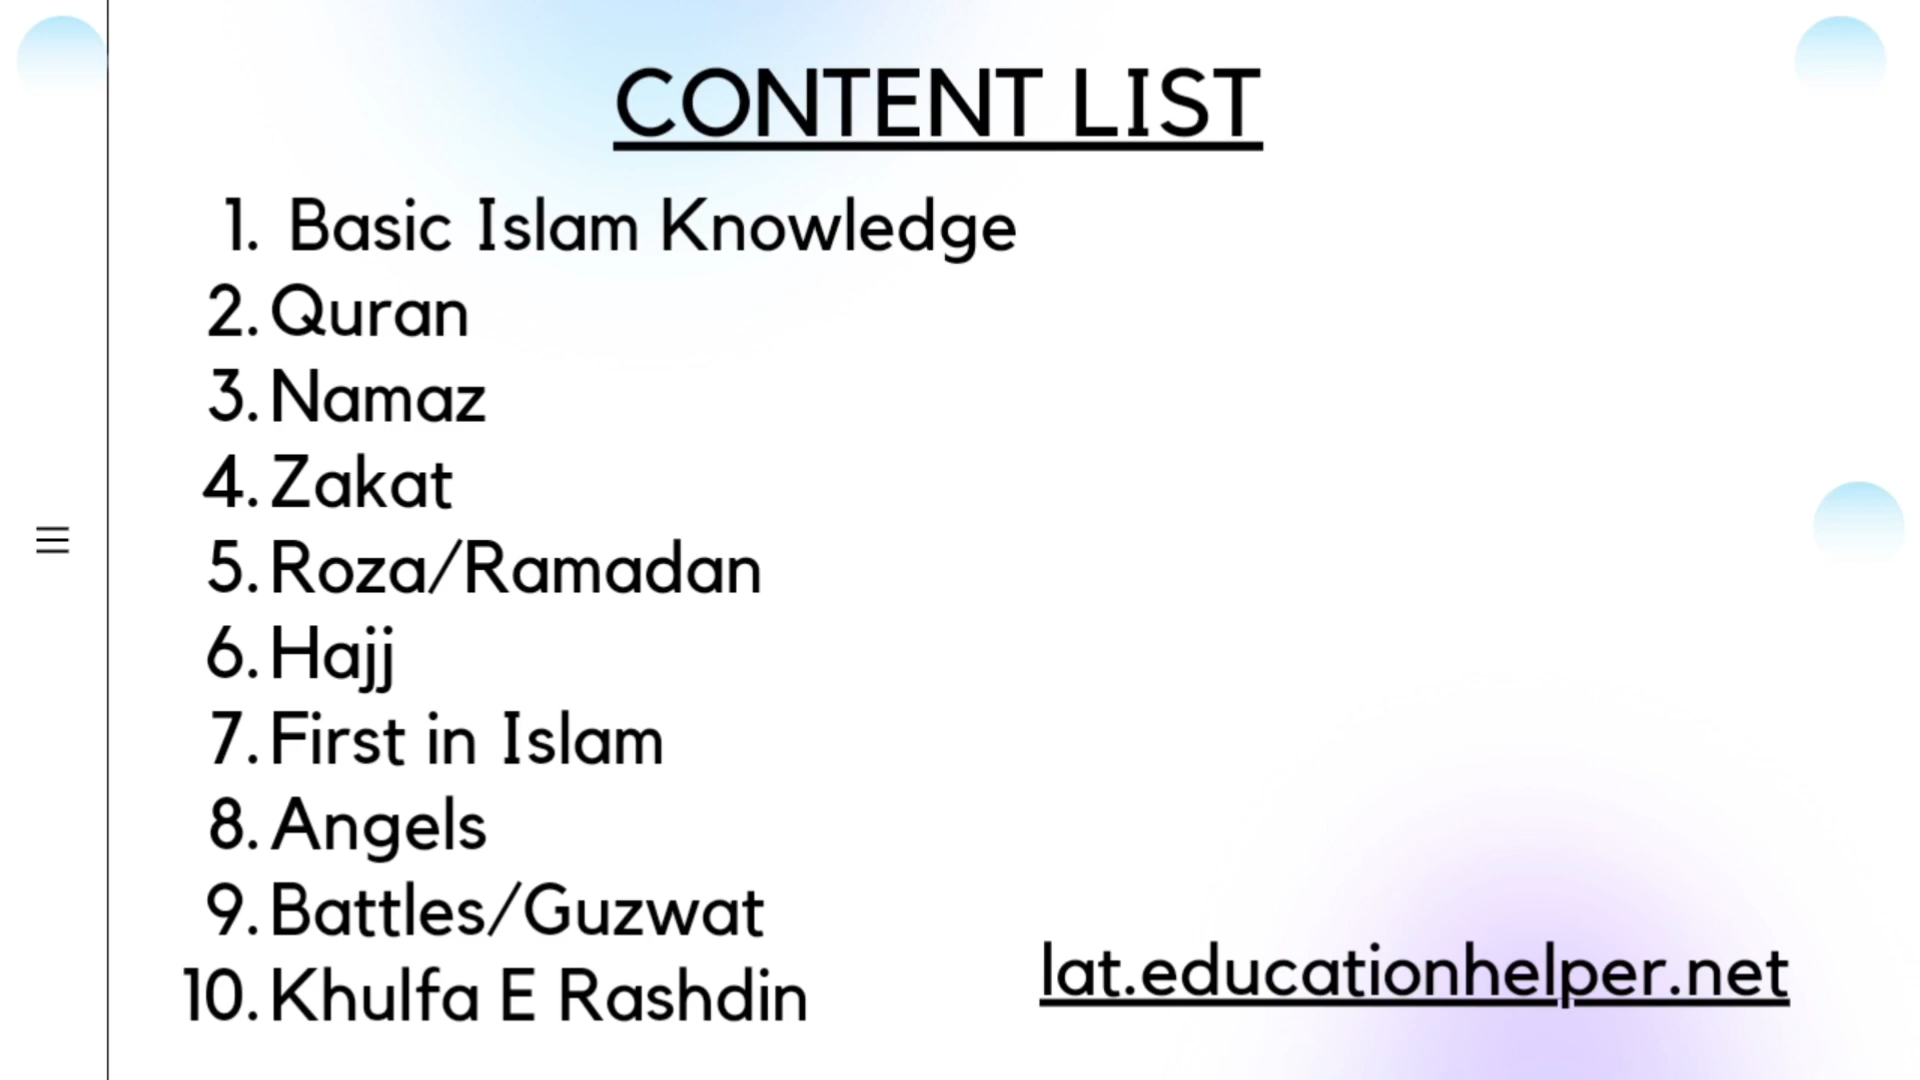 CONTENT LIST
1. Basic Islam Knowledge
2. Quran
3. Namaz
4. Zakat
5. Roza/Ramadan
6. Hajj
7. First in Islam
8. Angels
9. Battles/Guzwat
10. Khulfa E Rashdin
lat.educationhelper.net